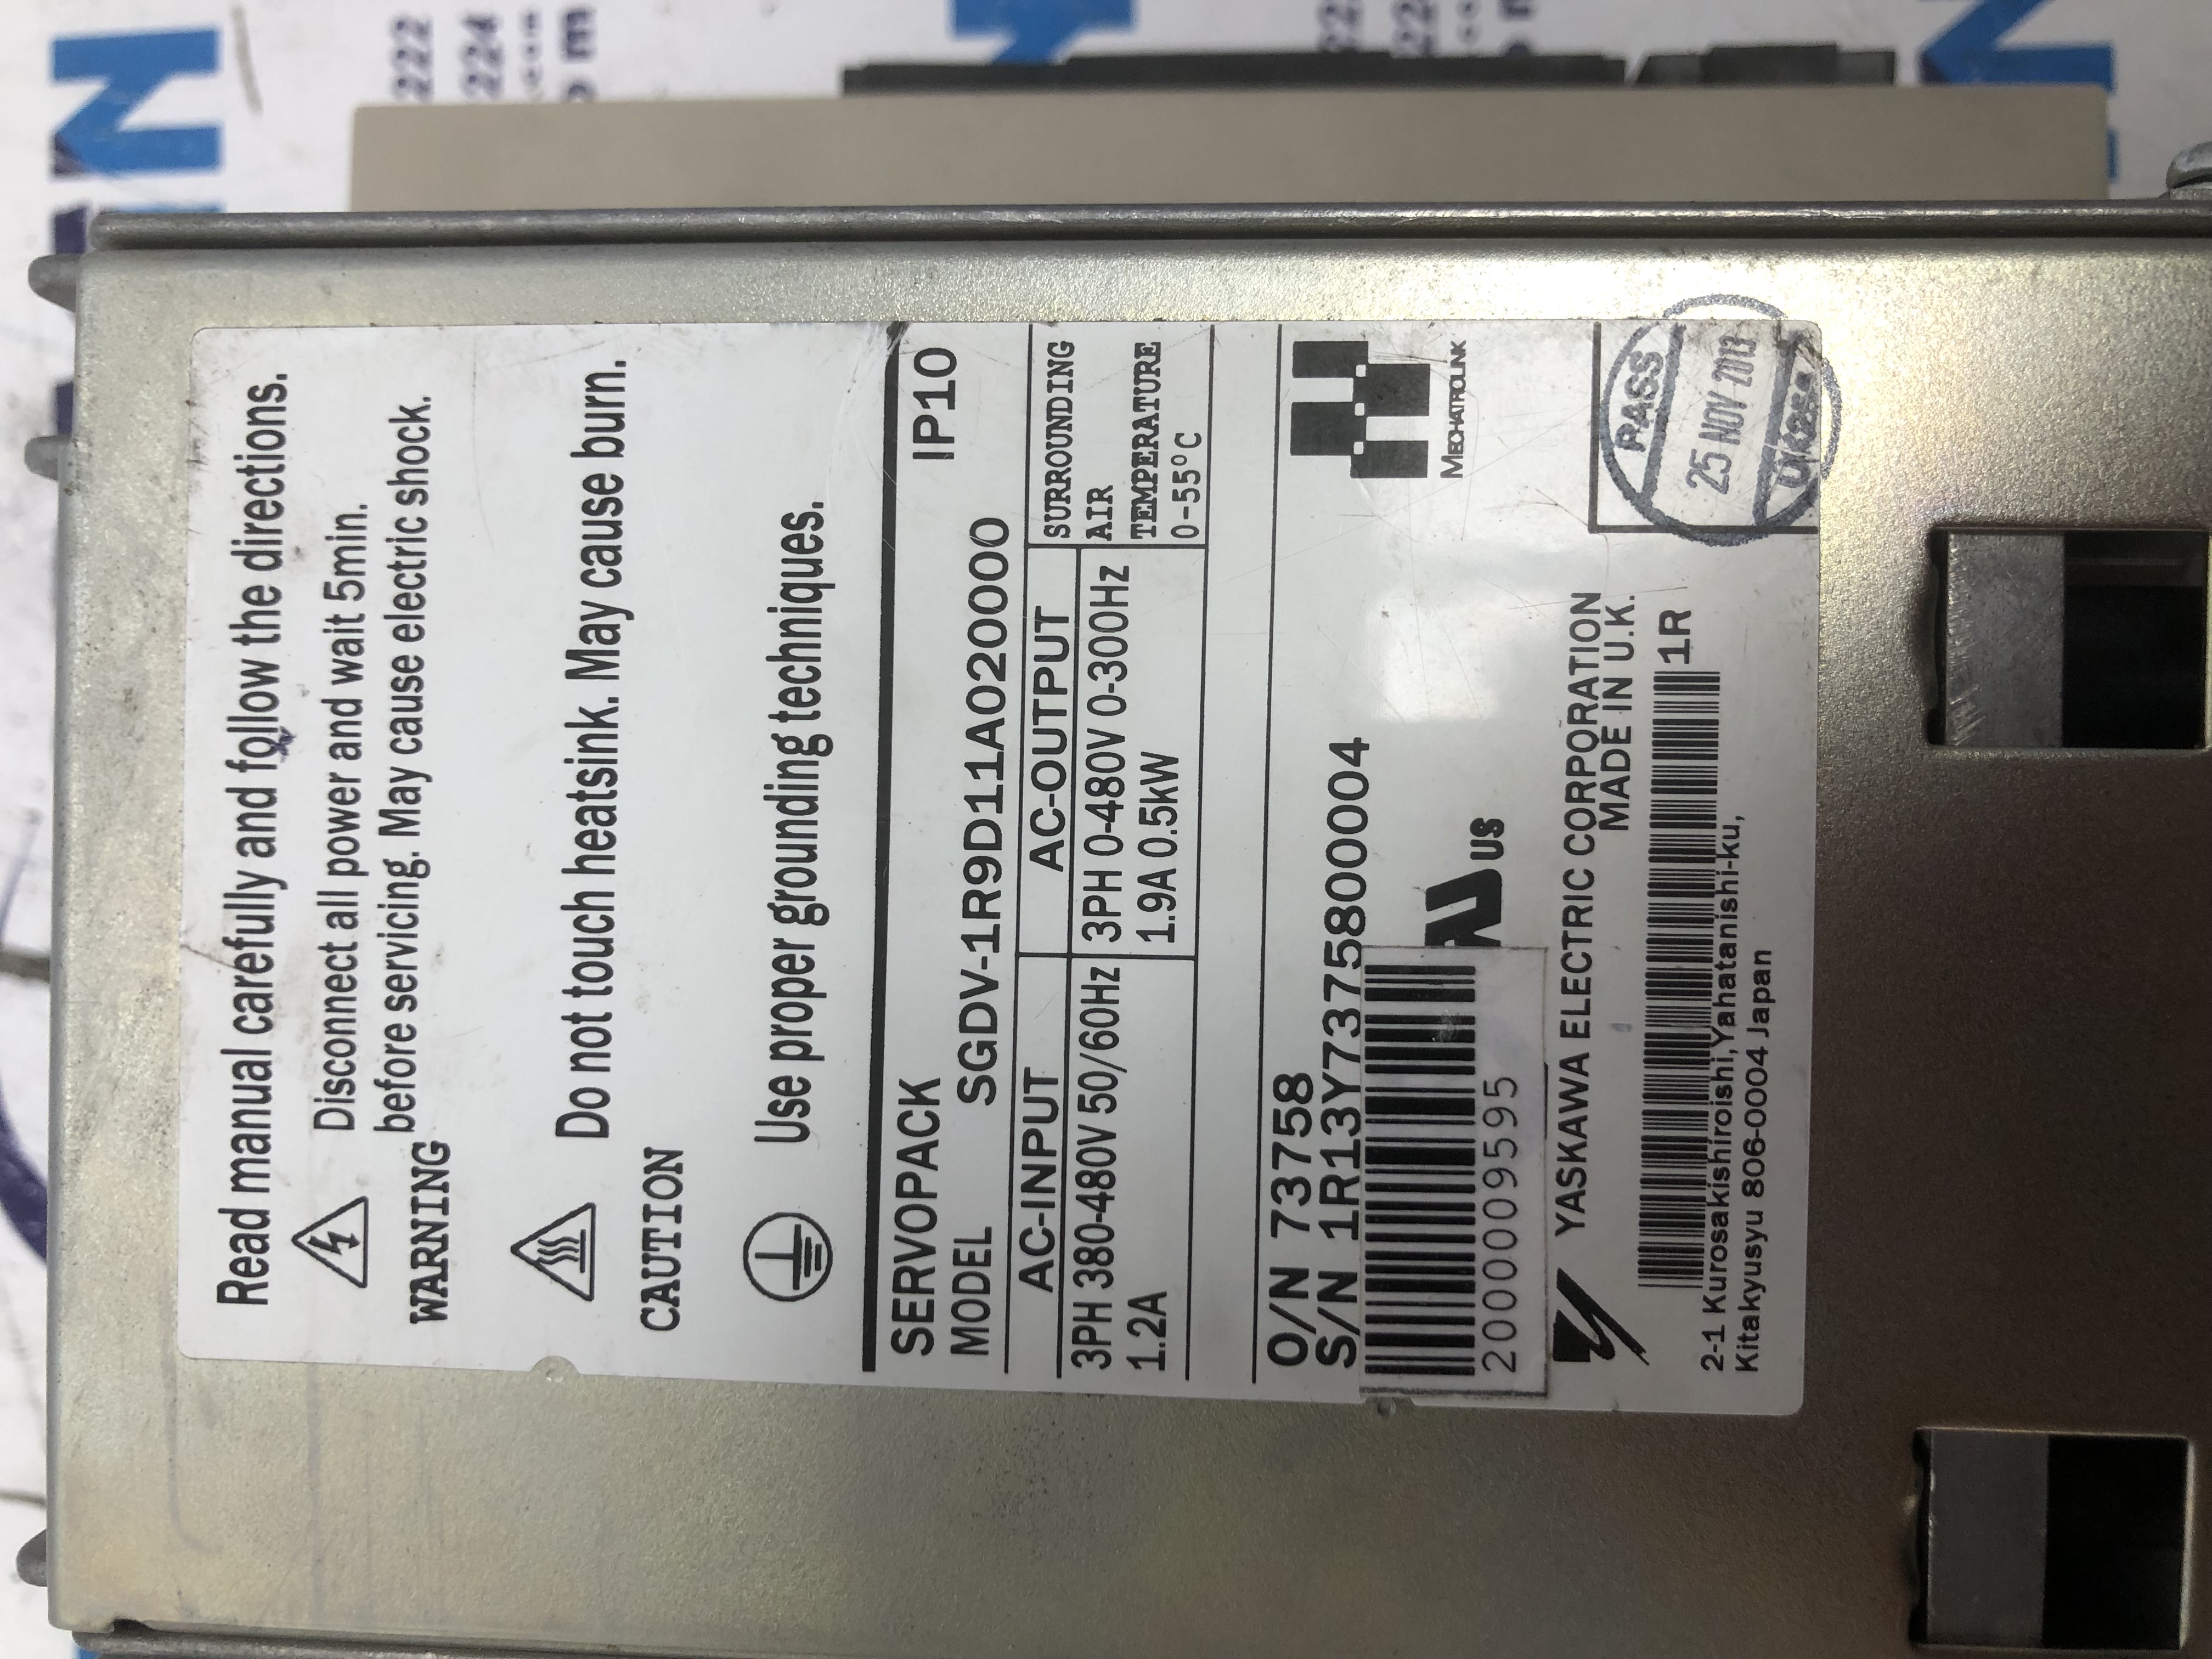 Read manual carefully and follow the directions.
Disconnect all power and wait 5min.
before servicing. May cause electric shock.
WARNING
Do not touch heatsink. May cause burn.
CAUTION
Use proper grounding techniques.
SERVOPACK IP10
MODEL SGDV-1R9D11A020000
AC-INPUT AC-OUTPUT SURROUNDING
AIR
TEMPERATURE
0-55°C
3PH 380-480V 50/60Hz 3PH 0-480V 0-300Hz
1.2A 1.9A 0.5kW
O/N 73758
S/N 1R13Y7375800004
MECHATROLINK
US
2000009595
YASKAWA ELECTRIC CORPORATION
MADE IN U.K.
1R
2-1 Kurosakishiroishi,Yahatanishi-ku,
Kitakyusyu 806-0004 Japan
PASS
25 NOV 2013
222
224
222